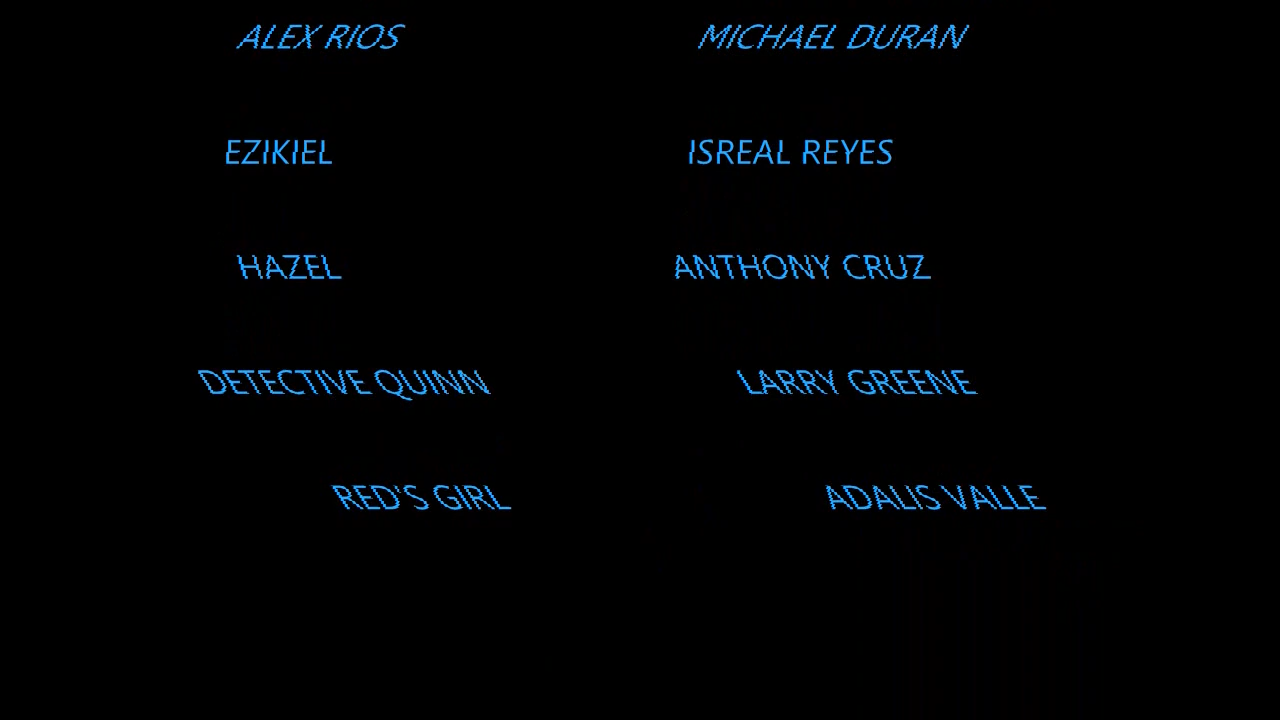 ALEX RIOS MICHAEL DURAN
EZIKIEL ISREAL REYES
HAZEL ANTHONY CRUZ
DETECTIVE QUINN LARRY GREENE
RED'S GIRL ADALIS VALLE